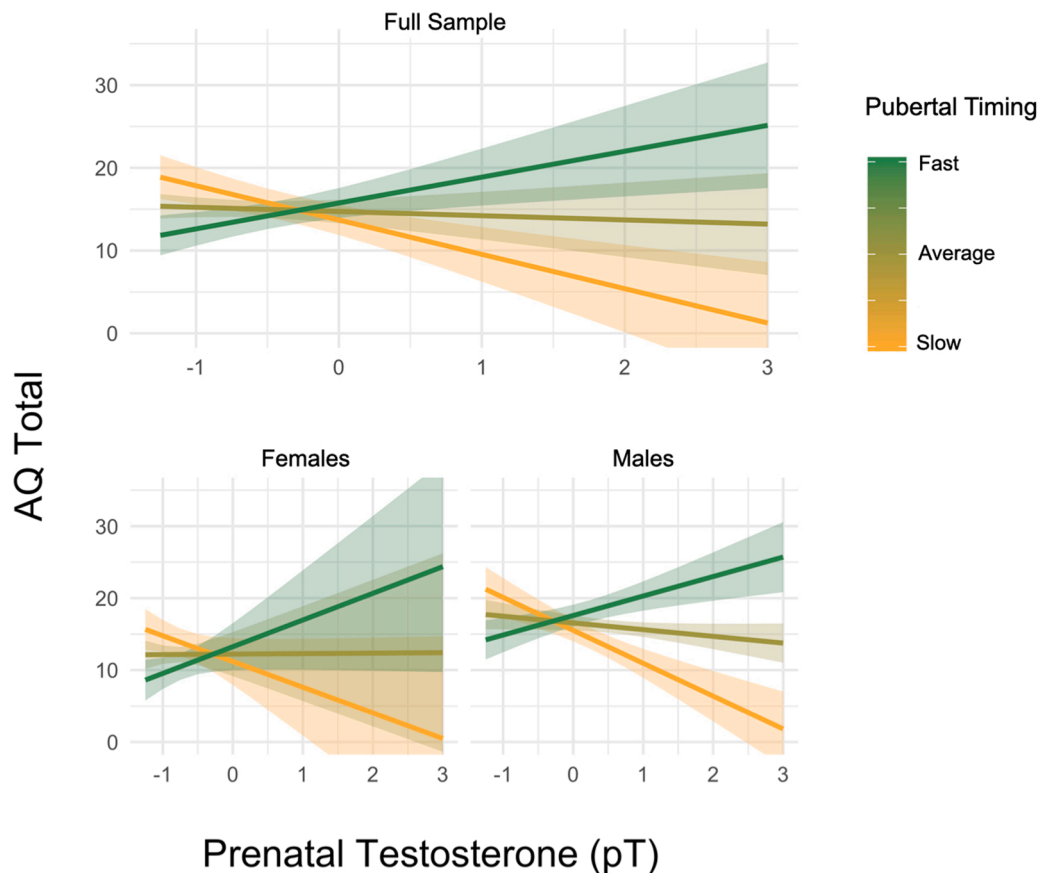 Full Sample
30
20
10
0
-1 0 1 2 3
Pubertal Timing
Fast
Average
Slow
AQ Total
Females
Males
30
20
10
0
-1 0 1 2 3
-1 0 1 2 3
Prenatal Testosterone (pT)